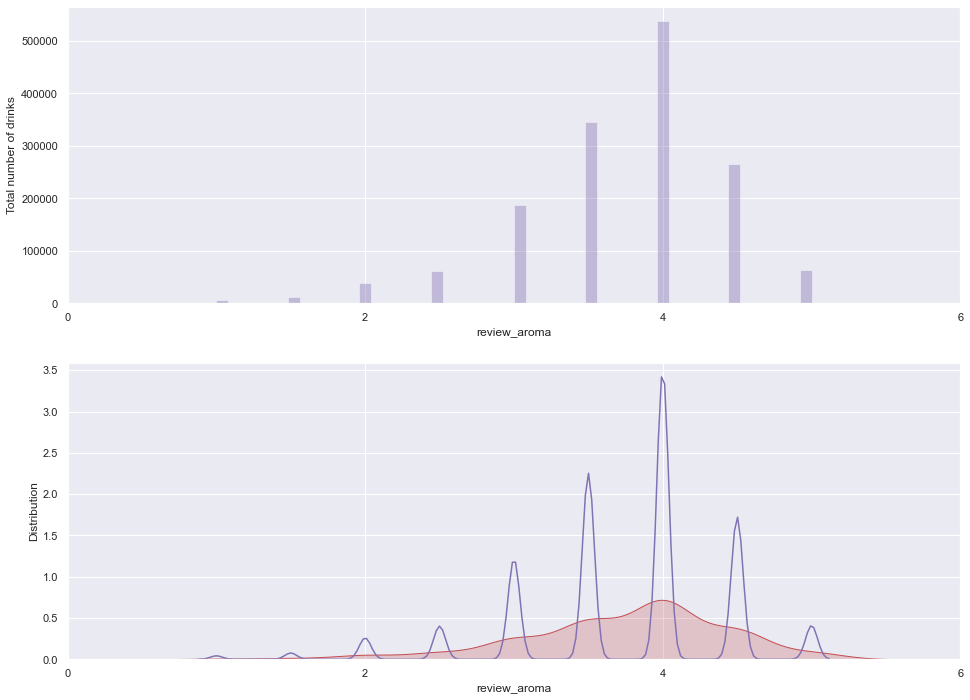 500000
400000
300000
200000
100000
0
Total number of drinks
0 2 4 6
review_aroma
3.5
3.0
2.5
2.0
1.5
1.0
0.5
0.0
Distribution
0 2 4 6
review_aroma